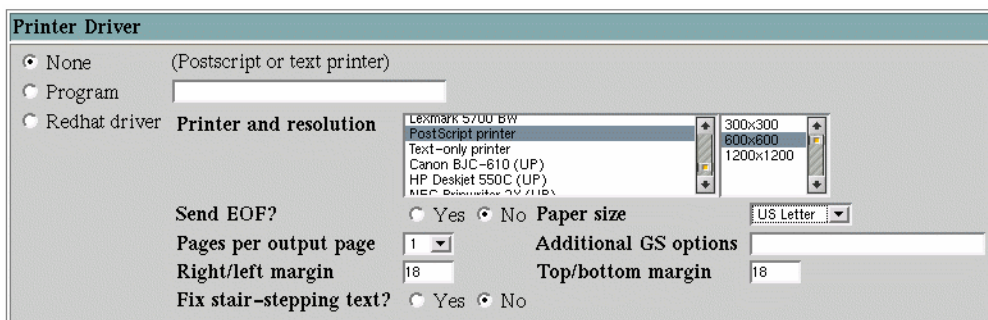 Printer Driver
None (Postscript or text printer)
Program
Redhat driver Printer and resolution
Lexmark 5700 BW
PostScript printer
Text-only printer
Canon BJC-610 (UP)
HP Deskjet 550C (UP)
300x300
600x600
1200x1200
Send EOF? Yes No Paper size US Letter
Pages per output page 1 Additional GS options
Right/left margin 18 Top/bottom margin 18
Fix stair-stepping text? Yes No